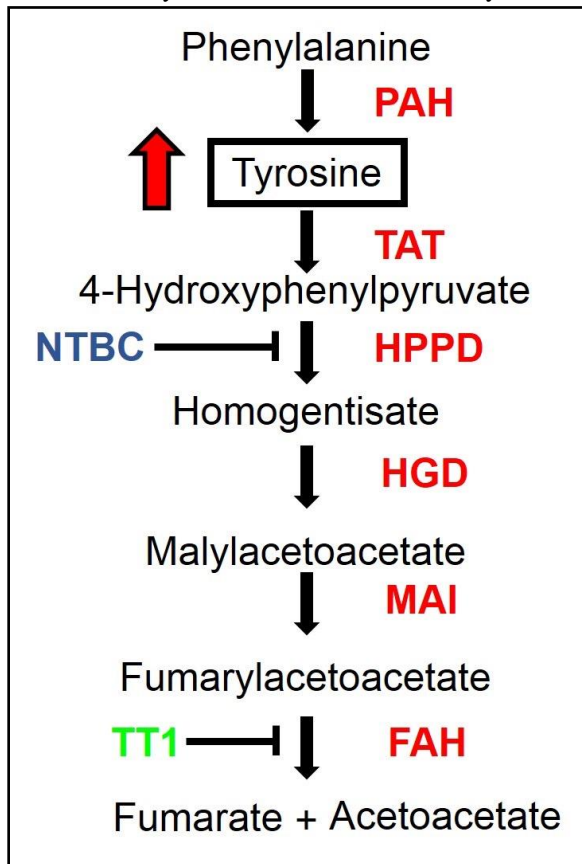 Phenylalanine
PAH
Tyrosine
TAT
4-Hydroxyphenylpyruvate
NTBC HPPD
Homogentisate
HGD
Malylacetoacetate
MAI
Fumarylacetoacetate
TT1 FAH
Fumarate + Acetoacetate